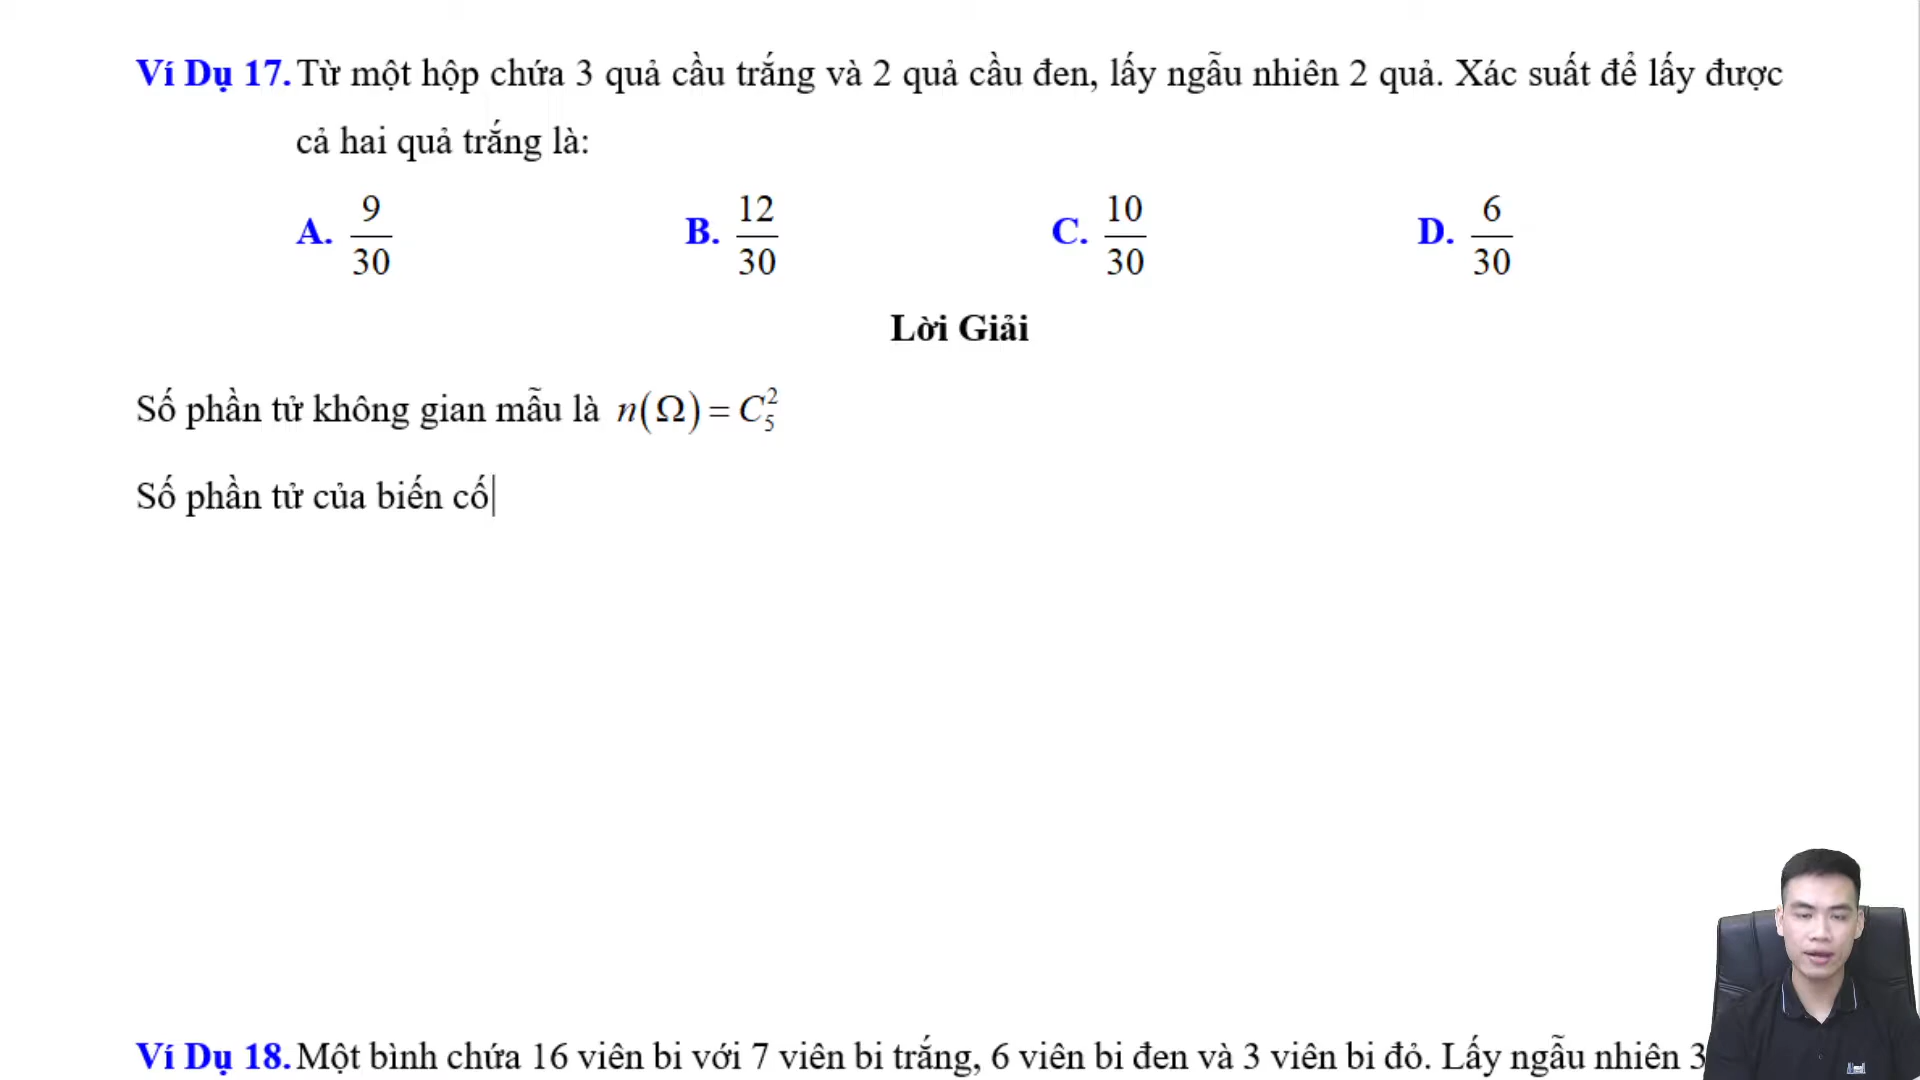 Ví Dụ 17. Từ một hộp chứa 3 quả cầu trắng và 2 quả cầu đen, lấy ngẫu nhiên 2 quả. Xác suất để lấy được
cả hai quả trắng là:
A. 9/30 B. 12/30 C. 10/30 D. 6/30
Lời Giải
Số phần tử không gian mẫu là n(Ω) = C₅²
Số phần tử của biến cố
Ví Dụ 18. Một bình chứa 16 viên bi với 7 viên bi trắng, 6 viên bi đen và 3 viên bi đỏ. Lấy ngẫu nhiên 3